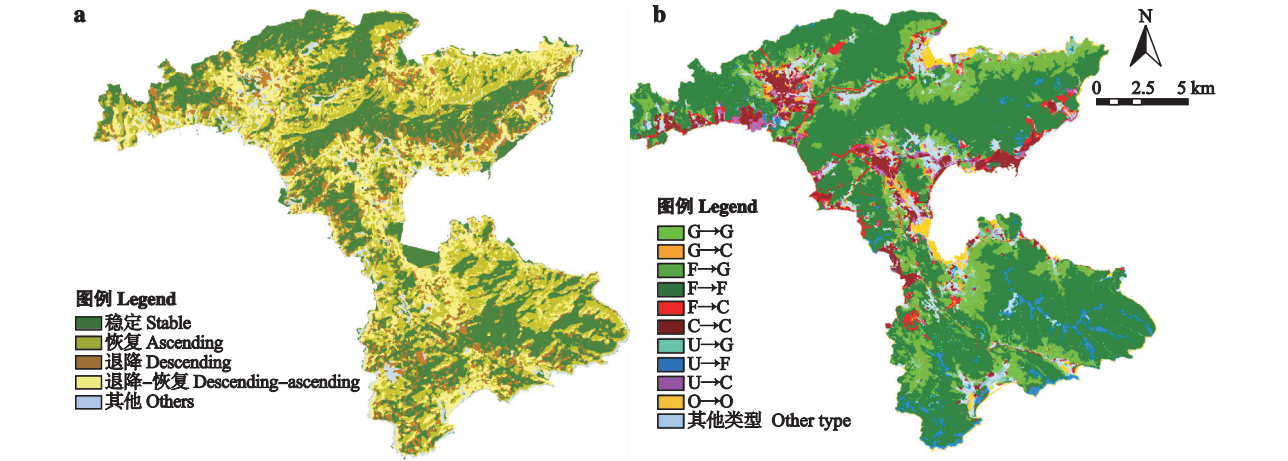 a
图例 Legend
稳定 Stable
恢复 Ascending
退降 Descending
退降-恢复 Descending-ascending
其他 Others
b
N
0 2.5 5 km
图例 Legend
G→G
G→C
F→G
F→F
F→C
C→C
U→G
U→F
U→C
O→O
其他类型 Other type